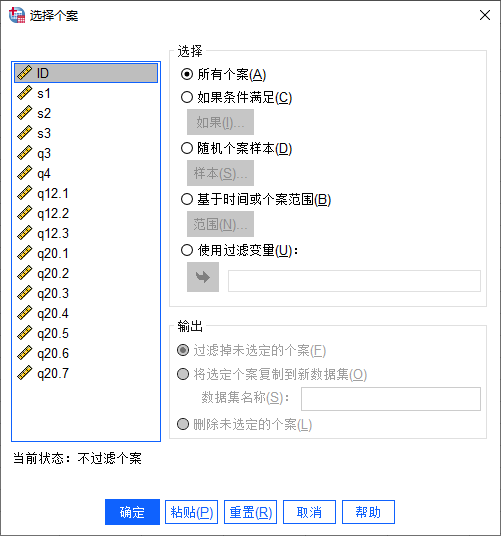 选择个案
ID
s1
s2
s3
q3
q4
q12.1
q12.2
q12.3
q20.1
q20.2
q20.3
q20.4
q20.5
q20.6
q20.7
选择
所有个案(A)
如果条件满足(C)
如果(I)...
随机个案样本(D)
样本(S)...
基于时间或个案范围(B)
范围(N)...
使用过滤变量(U)：
输出
过滤掉未选定的个案(F)
将选定个案复制到新数据集(O)
数据集名称(S)：
删除未选定的个案(L)
当前状态：不过滤个案
确定
粘贴(P)
重置(R)
取消
帮助